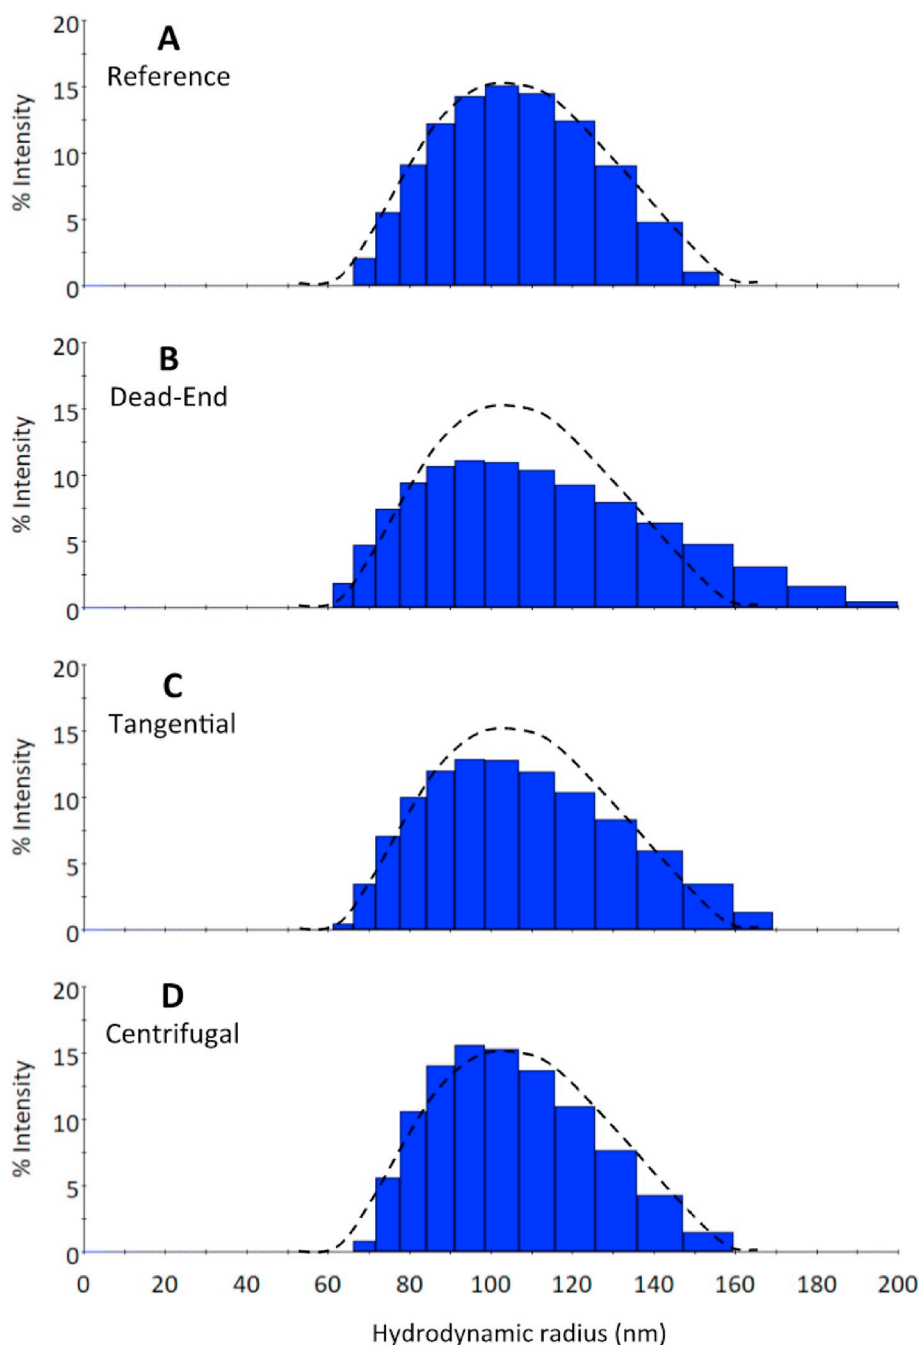 A
Reference
% Intensity
20
15
10
5
0
B
Dead-End
% Intensity
20
15
10
5
0
C
Tangential
% Intensity
20
15
10
5
0
D
Centrifugal
% Intensity
20
15
10
5
0
0 20 40 60 80 100 120 140 160 180 200
Hydrodynamic radius (nm)